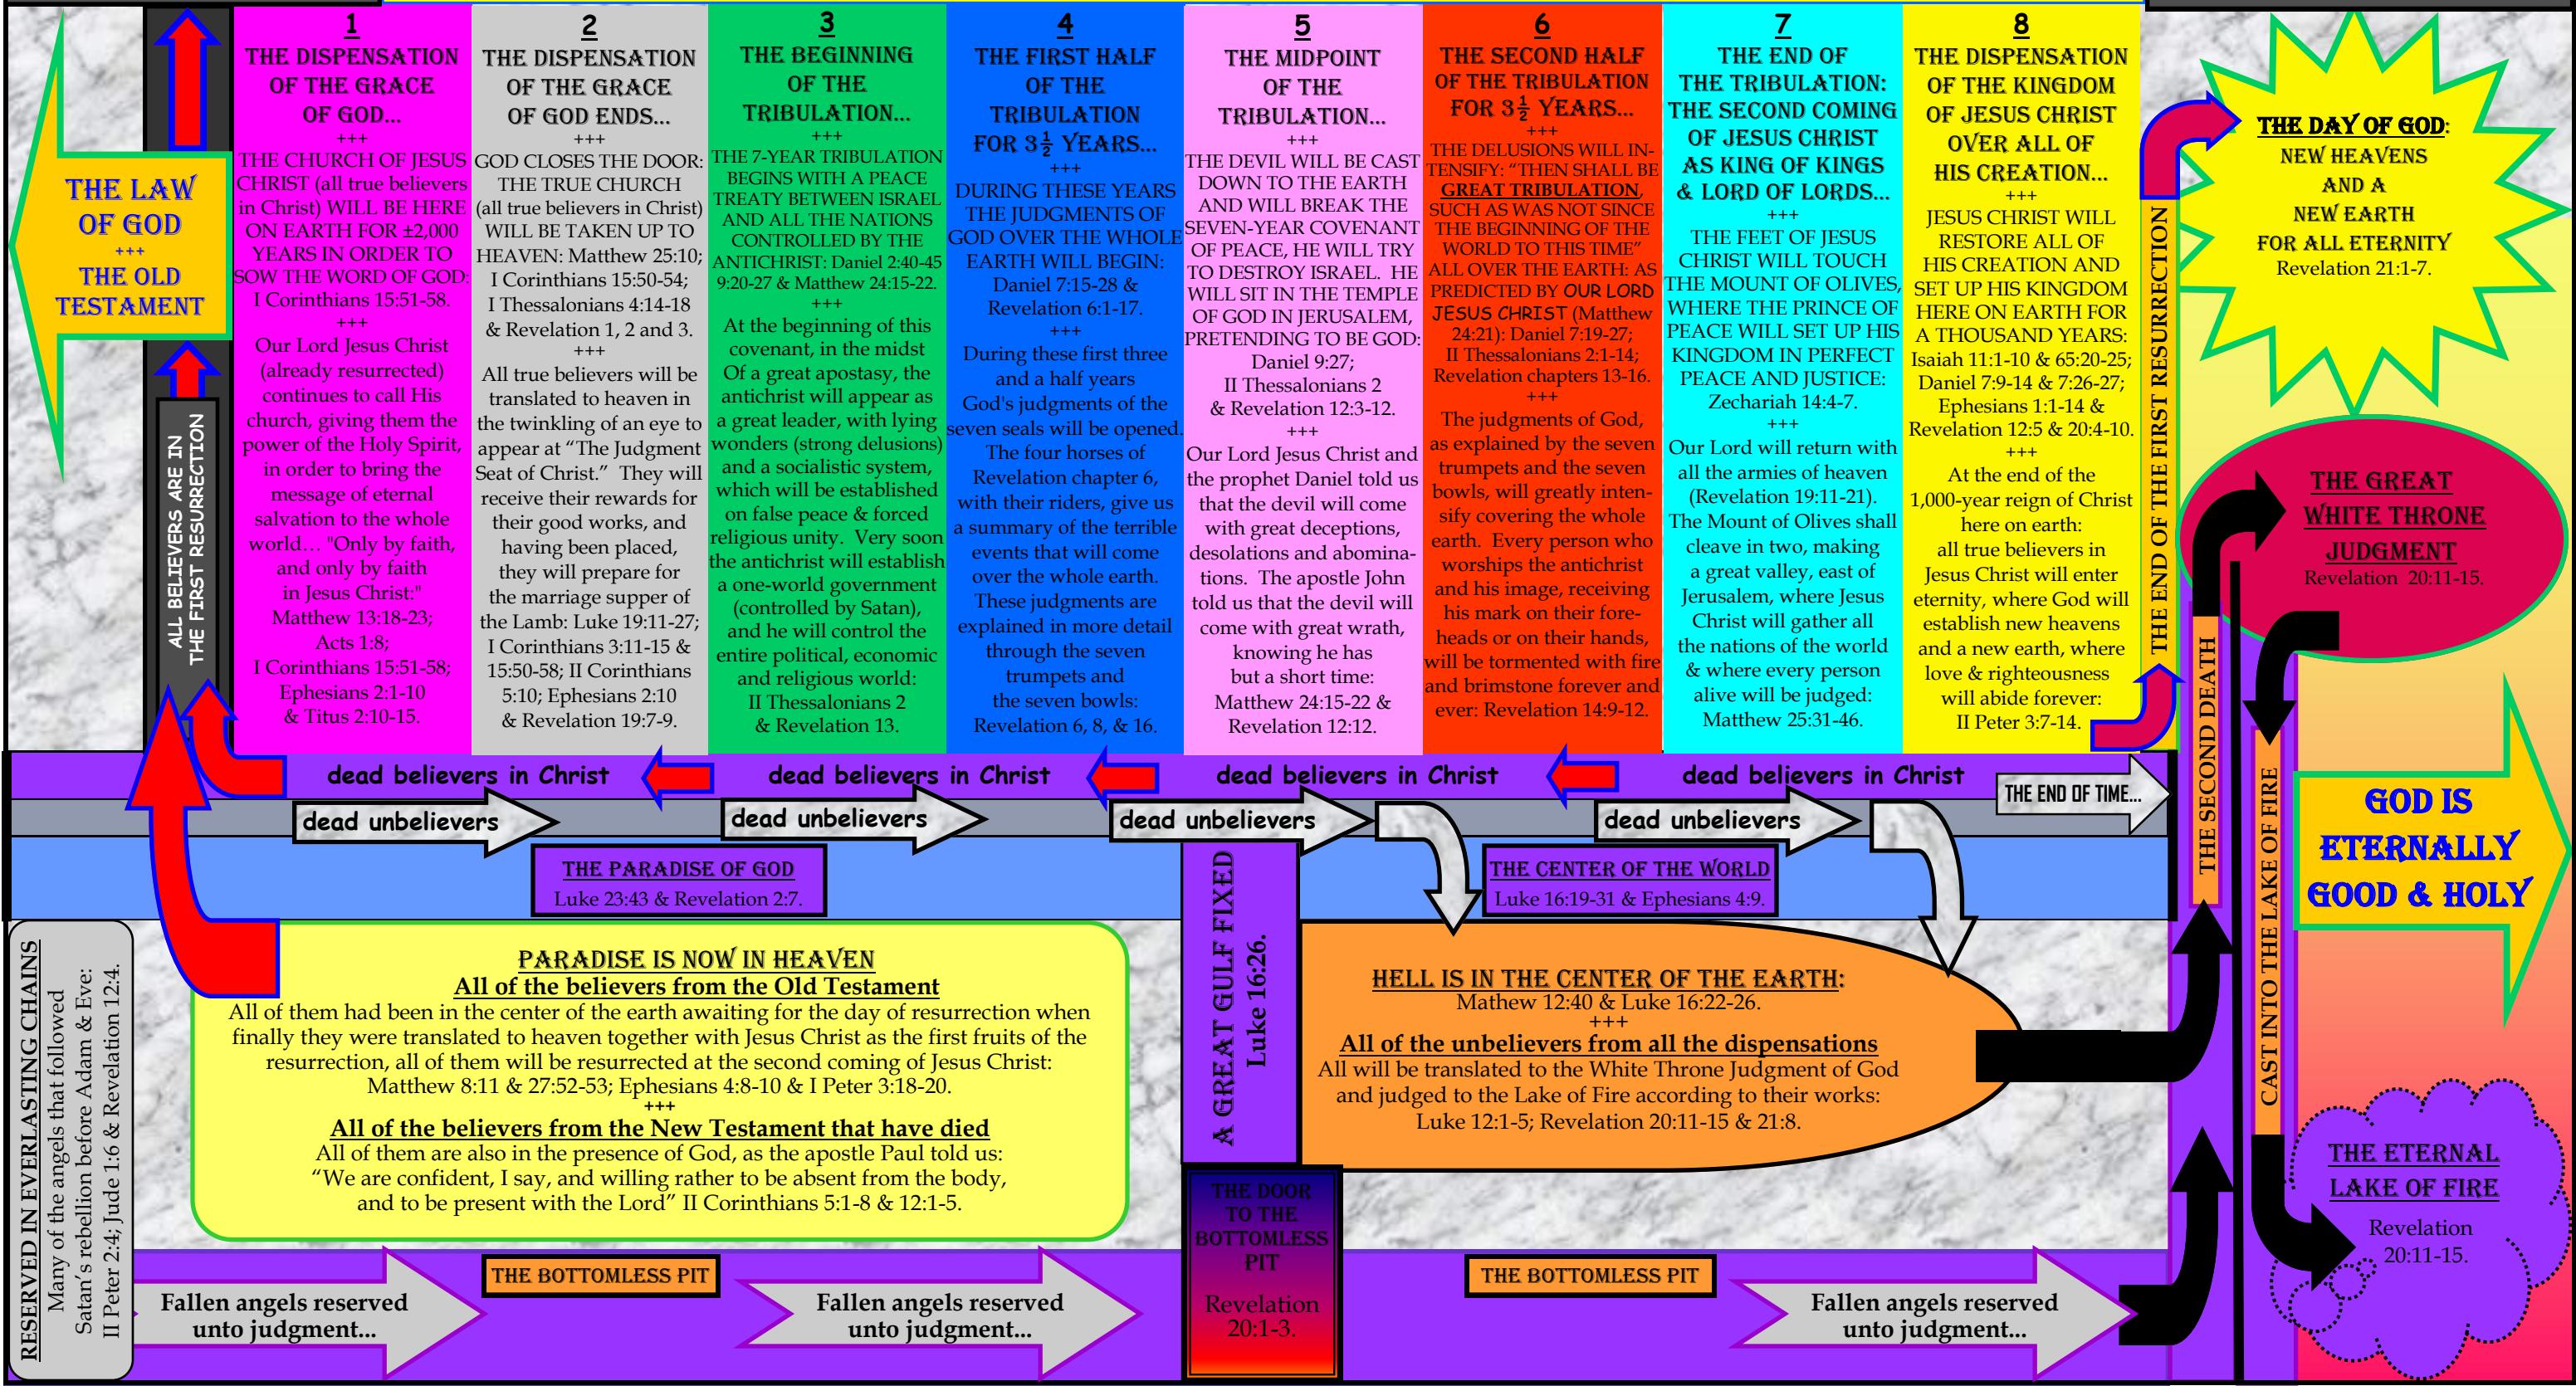 THE LAW
OF GOD
+++
THE OLD
TESTAMENT
ALL BELIEVERS ARE IN
THE FIRST RESURRECTION
1
THE DISPENSATION
OF THE GRACE
OF GOD...
+++
THE CHURCH OF JESUS
CHRIST (all true believers
in Christ) WILL BE HERE
ON EARTH FOR ±2,000
YEARS IN ORDER TO
SOW THE WORD OF GOD:
I Corinthians 15:51-58.
+++
Our Lord Jesus Christ
(already resurrected)
continues to call His
church, giving them the
power of the Holy Spirit,
in order to bring the
message of eternal
salvation to the whole
world… "Only by faith,
and only by faith
in Jesus Christ:"
Matthew 13:18-23;
Acts 1:8;
I Corinthians 15:51-58;
Ephesians 2:1-10
& Titus 2:10-15.
2
THE DISPENSATION
OF THE GRACE
OF GOD ENDS...
+++
GOD CLOSES THE DOOR:
THE TRUE CHURCH
(all true believers in Christ)
WILL BE TAKEN UP TO
HEAVEN: Matthew 25:10;
I Corinthians 15:50-54;
I Thessalonians 4:14-18
& Revelation 1, 2 and 3.
+++
All true believers will be
translated to heaven in
the twinkling of an eye to
appear at “The Judgment
Seat of Christ.”  They will
receive their rewards for
their good works, and
having been placed,
they will prepare for
the marriage supper of
the Lamb: Luke 19:11-27;
I Corinthians 3:11-15 &
15:50-58; II Corinthians
5:10; Ephesians 2:10
& Revelation 19:7-9.
3
THE BEGINNING
OF THE
TRIBULATION...
+++
THE 7-YEAR TRIBULATION
BEGINS WITH A PEACE
TREATY BETWEEN ISRAEL
AND ALL THE NATIONS
CONTROLLED BY THE
ANTICHRIST: Daniel 2:40-45
9:20-27 & Matthew 24:15-22.
+++
At the beginning of this
covenant, in the midst
Of a great apostasy, the
antichrist will appear as
a great leader, with lying
wonders (strong delusions)
and a socialistic system,
which will be established
on false peace & forced
religious unity.  Very soon
the antichrist will establish
a one-world government
(controlled by Satan),
and he will control the
entire political, economic
and religious world:
II Thessalonians 2
& Revelation 13.
4
THE FIRST HALF
OF THE
TRIBULATION
FOR 3½ YEARS...
+++
DURING THESE YEARS
THE JUDGMENTS OF
GOD OVER THE WHOLE
EARTH WILL BEGIN:
Daniel 7:15-28 &
Revelation 6:1-17.
+++
During these first three
and a half years
God's judgments of the
seven seals will be opened.
The four horses of
Revelation chapter 6,
with their riders, give us
a summary of the terrible
events that will come
over the whole earth.
These judgments are
explained in more detail
through the seven
trumpets and
the seven bowls:
Revelation 6, 8, & 16.
5
THE MIDPOINT
OF THE
TRIBULATION...
+++
THE DEVIL WILL BE CAST
DOWN TO THE EARTH
AND WILL BREAK THE
SEVEN-YEAR COVENANT
OF PEACE, HE WILL TRY
TO DESTROY ISRAEL.  HE
WILL SIT IN THE TEMPLE
OF GOD IN JERUSALEM,
PRETENDING TO BE GOD:
Daniel 9:27;
II Thessalonians 2
& Revelation 12:3-12.
+++
Our Lord Jesus Christ and
the prophet Daniel told us
that the devil will come
with great deceptions,
desolations and abomina-
tions.  The apostle John
told us that the devil will
come with great wrath,
knowing he has
but a short time:
Matthew 24:15-22 &
Revelation 12:12.
6
THE SECOND HALF
OF THE TRIBULATION
FOR 3½ YEARS...
+++
THE DELUSIONS WILL IN-
TENSIFY: “THEN SHALL BE
GREAT TRIBULATION,
SUCH AS WAS NOT SINCE
THE BEGINNING OF THE
WORLD TO THIS TIME”
ALL OVER THE EARTH: AS
PREDICTED BY OUR LORD
JESUS CHRIST (Matthew
24:21): Daniel 7:19-27;
II Thessalonians 2:1-14;
Revelation chapters 13-16.
+++
The judgments of God,
as explained by the seven
trumpets and the seven
bowls, will greatly inten-
sify covering the whole
earth.  Every person who
worships the antichrist
and his image, receiving
his mark on their fore-
heads or on their hands,
will be tormented with fire
and brimstone forever and
ever: Revelation 14:9-12.
7
THE END OF
THE TRIBULATION:
THE SECOND COMING
OF JESUS CHRIST
AS KING OF KINGS
& LORD OF LORDS...
+++
THE FEET OF JESUS
CHRIST WILL TOUCH
THE MOUNT OF OLIVES,
WHERE THE PRINCE OF
PEACE WILL SET UP HIS
KINGDOM IN PERFECT
PEACE AND JUSTICE:
Zechariah 14:4-7.
+++
Our Lord will return with
all the armies of heaven
(Revelation 19:11-21).
The Mount of Olives shall
cleave in two, making
a great valley, east of
Jerusalem, where Jesus
Christ will gather all
the nations of the world
& where every person
alive will be judged:
Matthew 25:31-46.
8
THE DISPENSATION
OF THE KINGDOM
OF JESUS CHRIST
OVER ALL OF
HIS CREATION...
+++
JESUS CHRIST WILL
RESTORE ALL OF
HIS CREATION AND
SET UP HIS KINGDOM
HERE ON EARTH FOR
A THOUSAND YEARS:
Isaiah 11:1-10 & 65:20-25;
Daniel 7:9-14 & 7:26-27;
Ephesians 1:1-14 &
Revelation 12:5 & 20:4-10.
+++
At the end of the
1,000-year reign of Christ
here on earth:
all true believers in
Jesus Christ will enter
eternity, where God will
establish new heavens
and a new earth, where
love & righteousness
will abide forever:
II Peter 3:7-14.
THE END OF THE FIRST RESURRECTION
THE DAY OF GOD:
NEW HEAVENS
AND A
NEW EARTH
FOR ALL ETERNITY
Revelation 21:1-7.
THE GREAT
WHITE THRONE
JUDGMENT
Revelation  20:11-15.
THE SECOND DEATH
CAST INTO THE LAKE OF FIRE
GOD IS
ETERNALLY
GOOD & HOLY
THE ETERNAL
LAKE OF FIRE
Revelation
20:11-15.
dead believers in Christ
dead believers in Christ
dead believers in Christ
dead believers in Christ
THE END OF TIME...
dead unbelievers
dead unbelievers
dead unbelievers
dead unbelievers
THE PARADISE OF GOD
Luke 23:43 & Revelation 2:7.
A GREAT GULF FIXED
Luke 16:26.
THE CENTER OF THE WORLD
Luke 16:19-31 & Ephesians 4:9.
RESERVED IN EVERLASTING CHAINS
Many of the angels that followed
Satan’s rebellion before Adam & Eve:
II Peter 2:4; Jude 1:6 & Revelation 12:4.
PARADISE IS NOW IN HEAVEN
All of the believers from the Old Testament
All of them had been in the center of the earth awaiting for the day of resurrection when
finally they were translated to heaven together with Jesus Christ as the first fruits of the
resurrection, all of them will be resurrected at the second coming of Jesus Christ:
Matthew 8:11 & 27:52-53; Ephesians 4:8-10 & I Peter 3:18-20.
+++
All of the believers from the New Testament that have died
All of them are also in the presence of God, as the apostle Paul told us:
“We are confident, I say, and willing rather to be absent from the body,
and to be present with the Lord” II Corinthians 5:1-8 & 12:1-5.
HELL IS IN THE CENTER OF THE EARTH:
Mathew 12:40 & Luke 16:22-26.
+++
All of the unbelievers from all the dispensations
All will be translated to the White Throne Judgment of God
and judged to the Lake of Fire according to their works:
Luke 12:1-5; Revelation 20:11-15 & 21:8.
THE DOOR
TO THE
BOTTOMLESS
PIT
Revelation
20:1-3.
Fallen angels reserved
unto judgment...
THE BOTTOMLESS PIT
Fallen angels reserved
unto judgment...
THE BOTTOMLESS PIT
Fallen angels reserved
unto judgment...